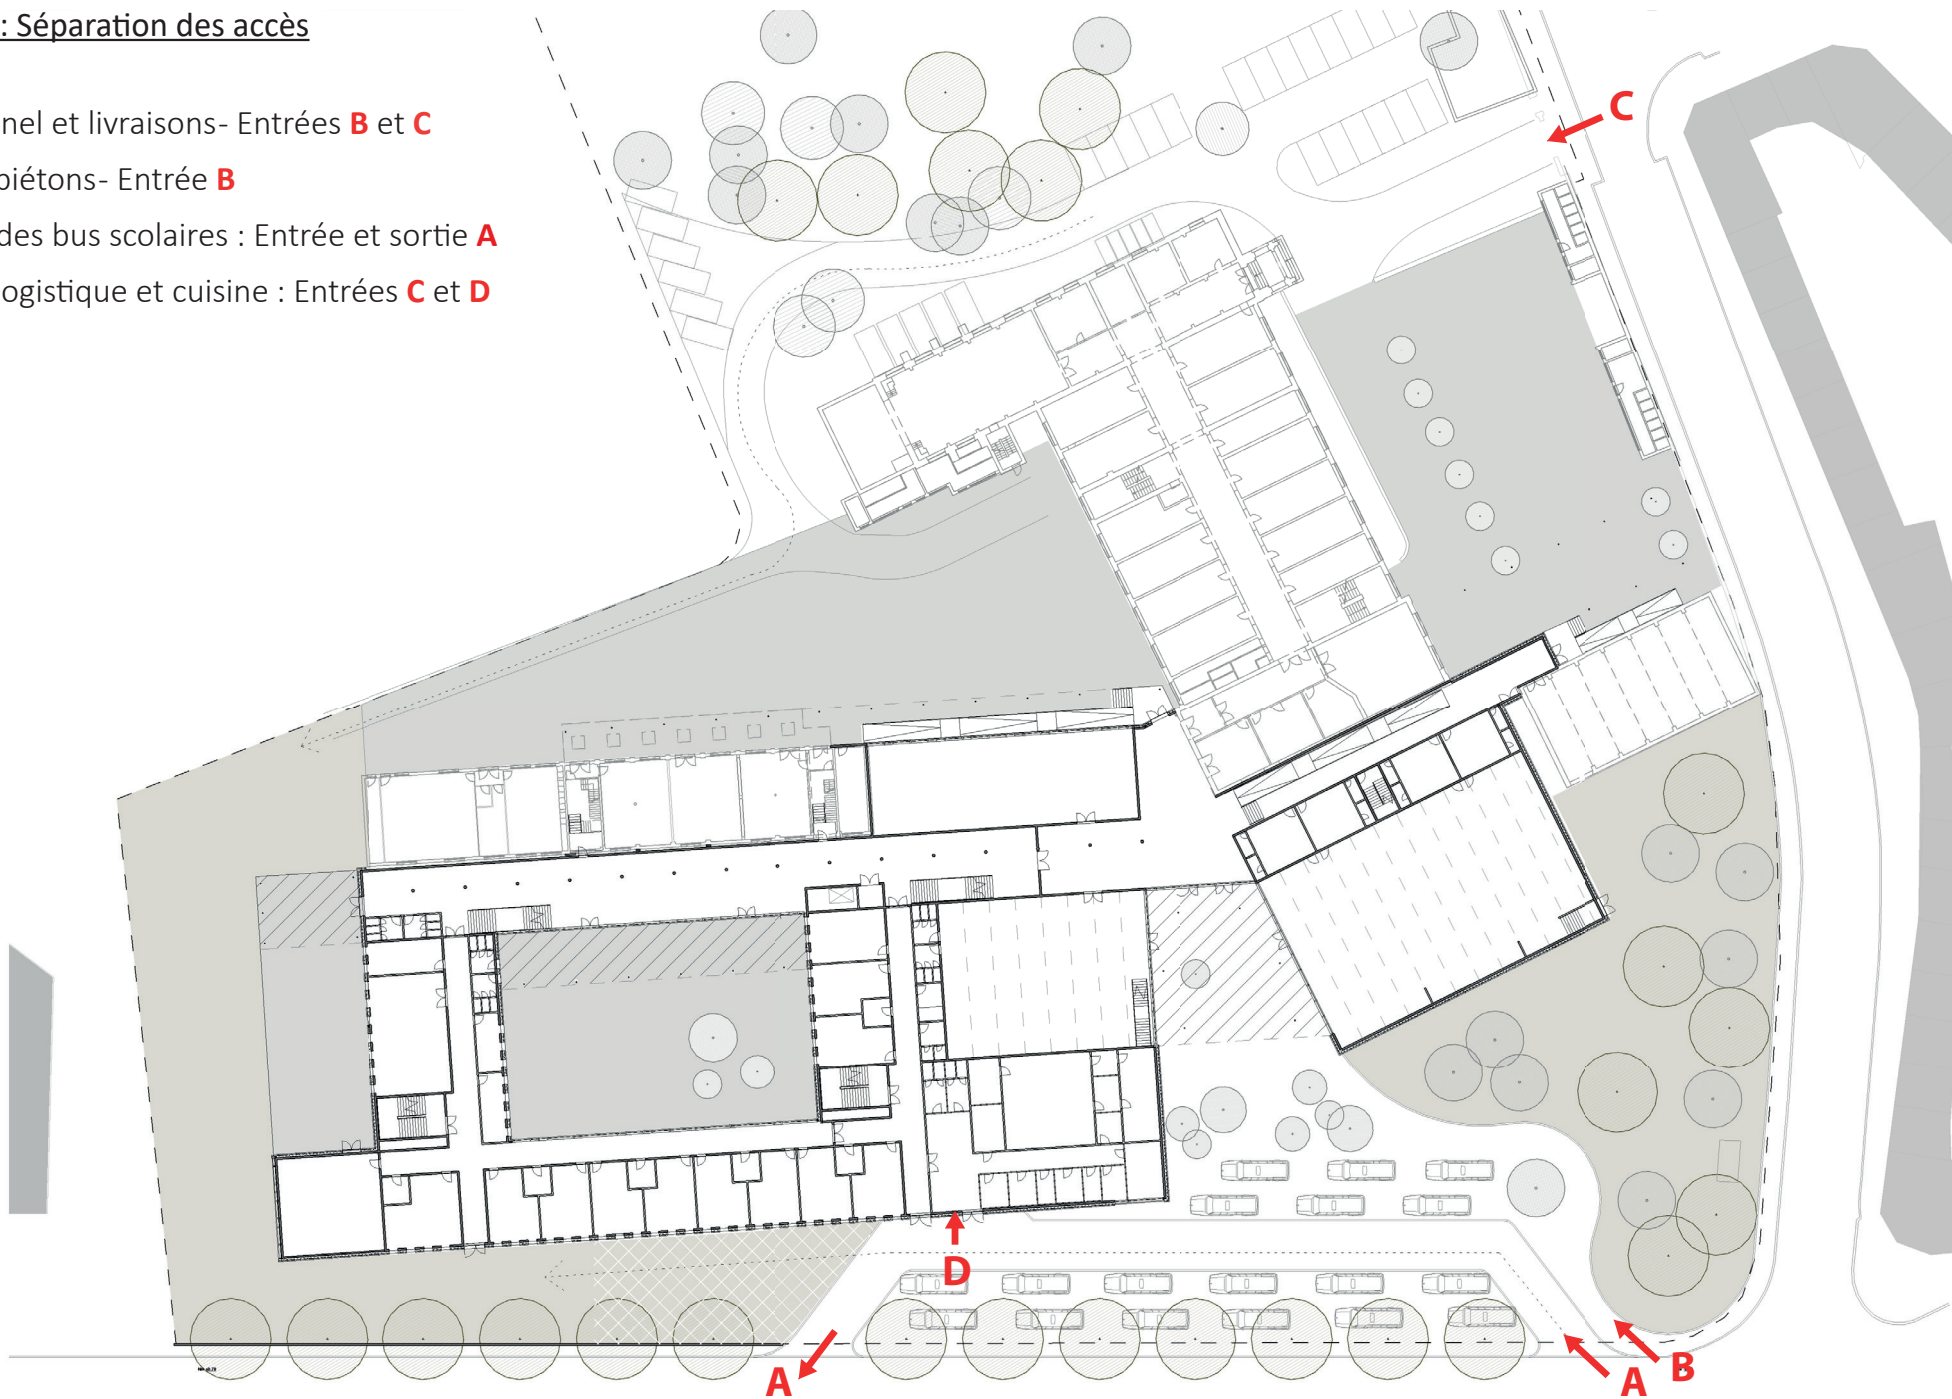 : Séparation des accès
nel et livraisons- Entrées B et C
piétons- Entrée B
des bus scolaires : Entrée et sortie A
ogistique et cuisine : Entrées C et D
C
D
A
A
B